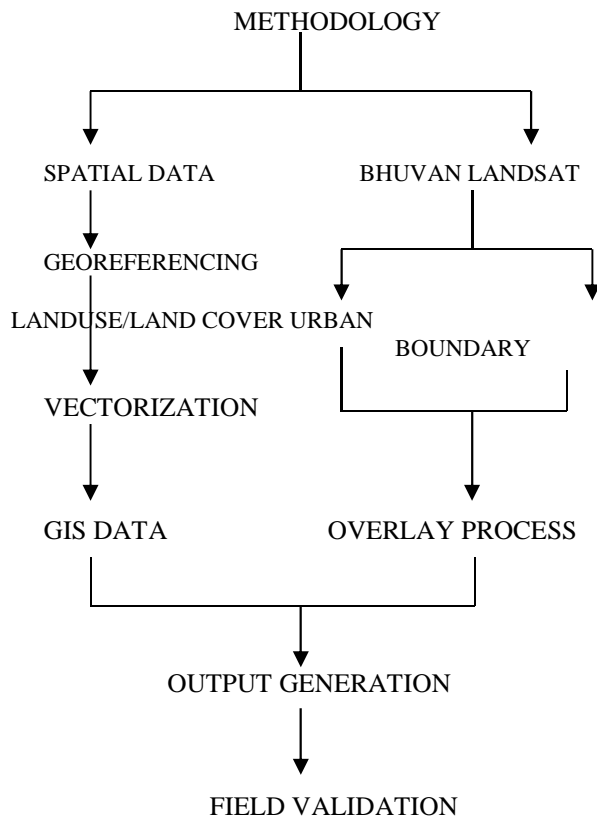 METHODOLOGY
SPATIAL DATA
BHUVAN LANDSAT
GEOREFERENCING
LANDUSE/LAND COVER URBAN
BOUNDARY
VECTORIZATION
GIS DATA
OVERLAY PROCESS
OUTPUT GENERATION
FIELD VALIDATION